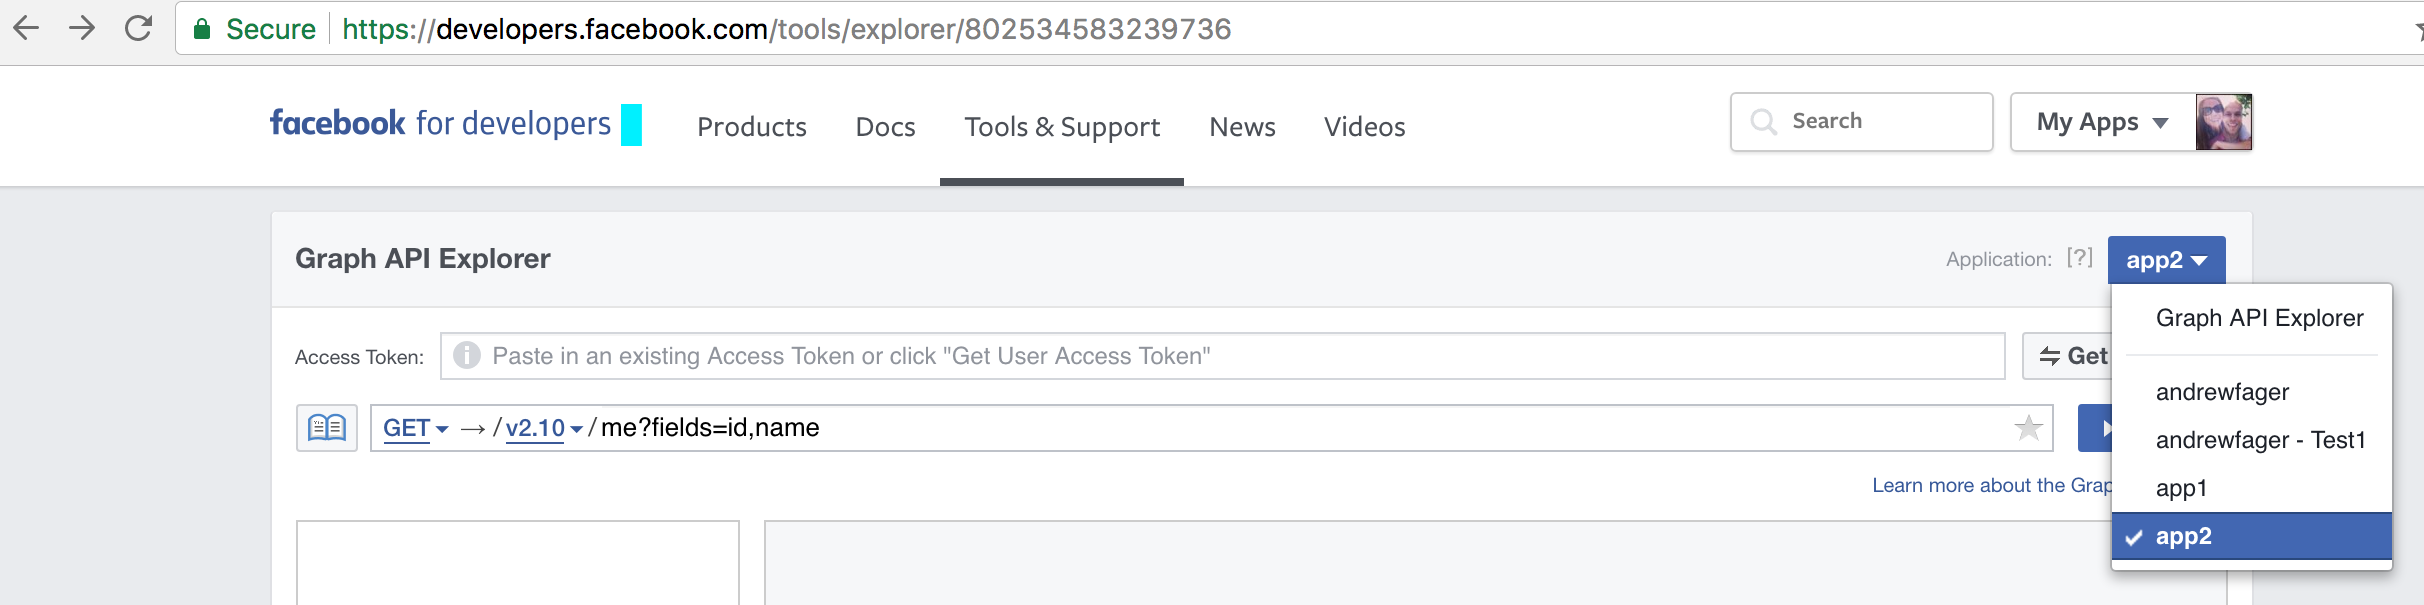 Secure https://developers.facebook.com/tools/explorer/802534583239736
facebook for developers Products Docs Tools & Support News Videos Search My Apps
Graph API Explorer Application: [?] app2
Graph API Explorer
Access Token: Paste in an existing Access Token or click "Get User Access Token" Get
andrewfager
GET → / v2.10 / me?fields=id,name
andrewfager - Test1
Learn more about the Grap
app1
app2